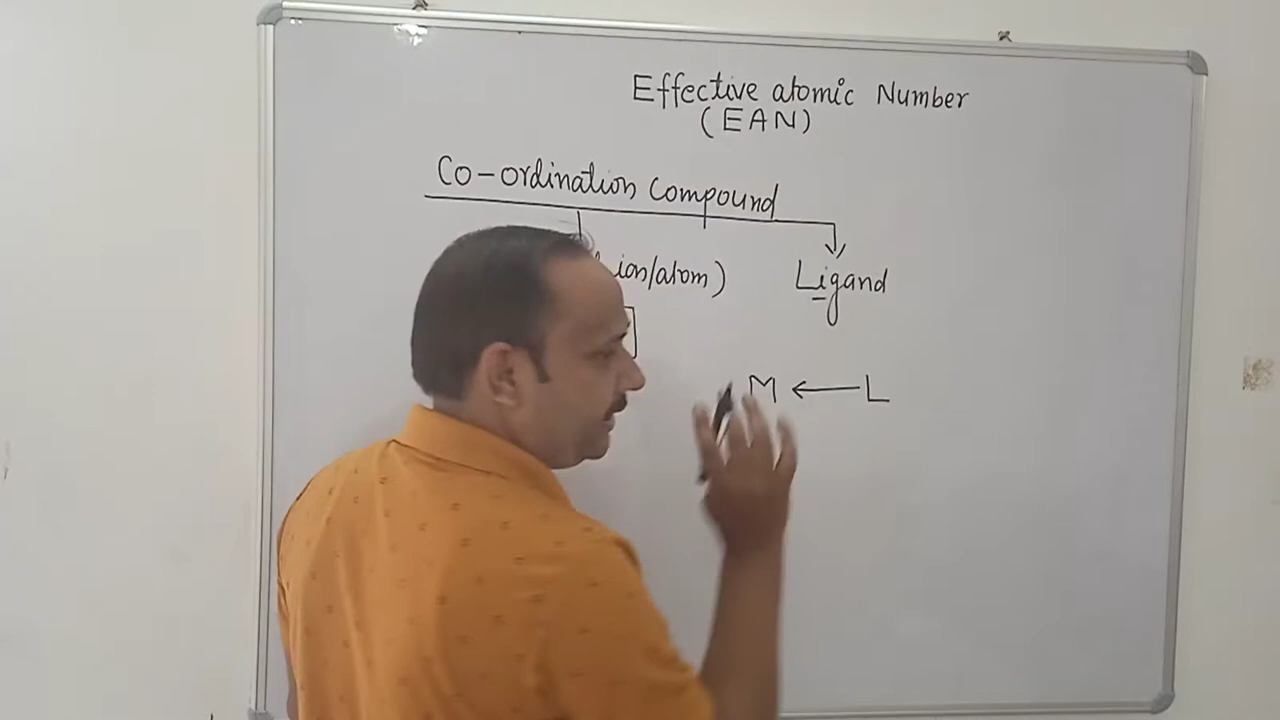 Effective atomic Number
(EAN)
Co-ordination Compound
ion/atom)
Ligand
M ← L